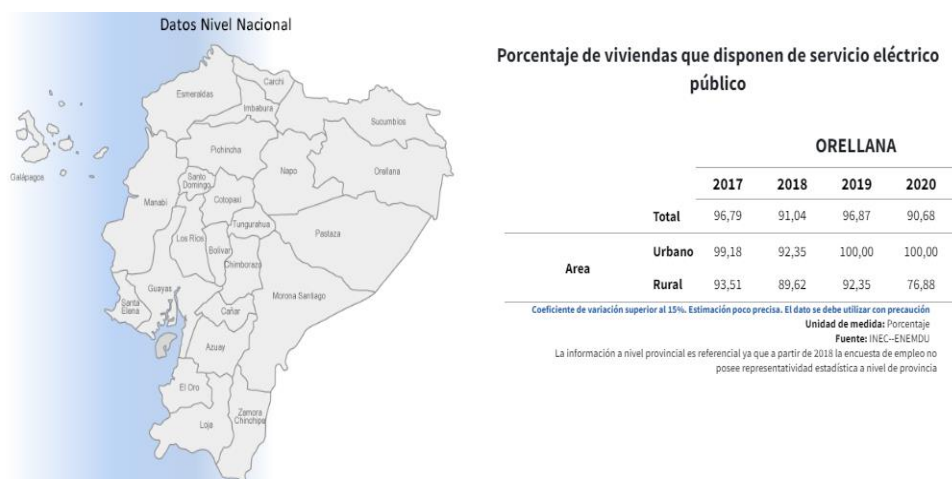 Datos Nivel Nacional
Esmeraldas
Carchi
Imbabura
Sucumbios
Pichincha
Napo
Orellana
Galápagos
Santo
Domingo
Manabí
Cotopaxi
Los Ríos
Tungurahua
Pastaza
Bolívar
Chimborazo
Guayas
Morona Santiago
Santa
Elena
Cañar
Azuay
El Oro
Zamora
Chinchipe
Loja
Porcentaje de viviendas que disponen de servicio eléctrico
público
ORELLANA
2017 2018 2019 2020
Total 96,79 91,04 96,87 90,68
Area
Urbano 99,18 92,35 100,00 100,00
Rural 93,51 89,62 92,35 76,88
Coeficiente de variación superior al 15%. Estimación poco precisa. El dato se debe utilizar con precaución
Unidad de medida: Porcentaje
Fuente: INEC--ENEMDU
La información a nivel provincial es referencial ya que a partir de 2018 la encuesta de empleo no
posee representatividad estadística a nivel de provincia